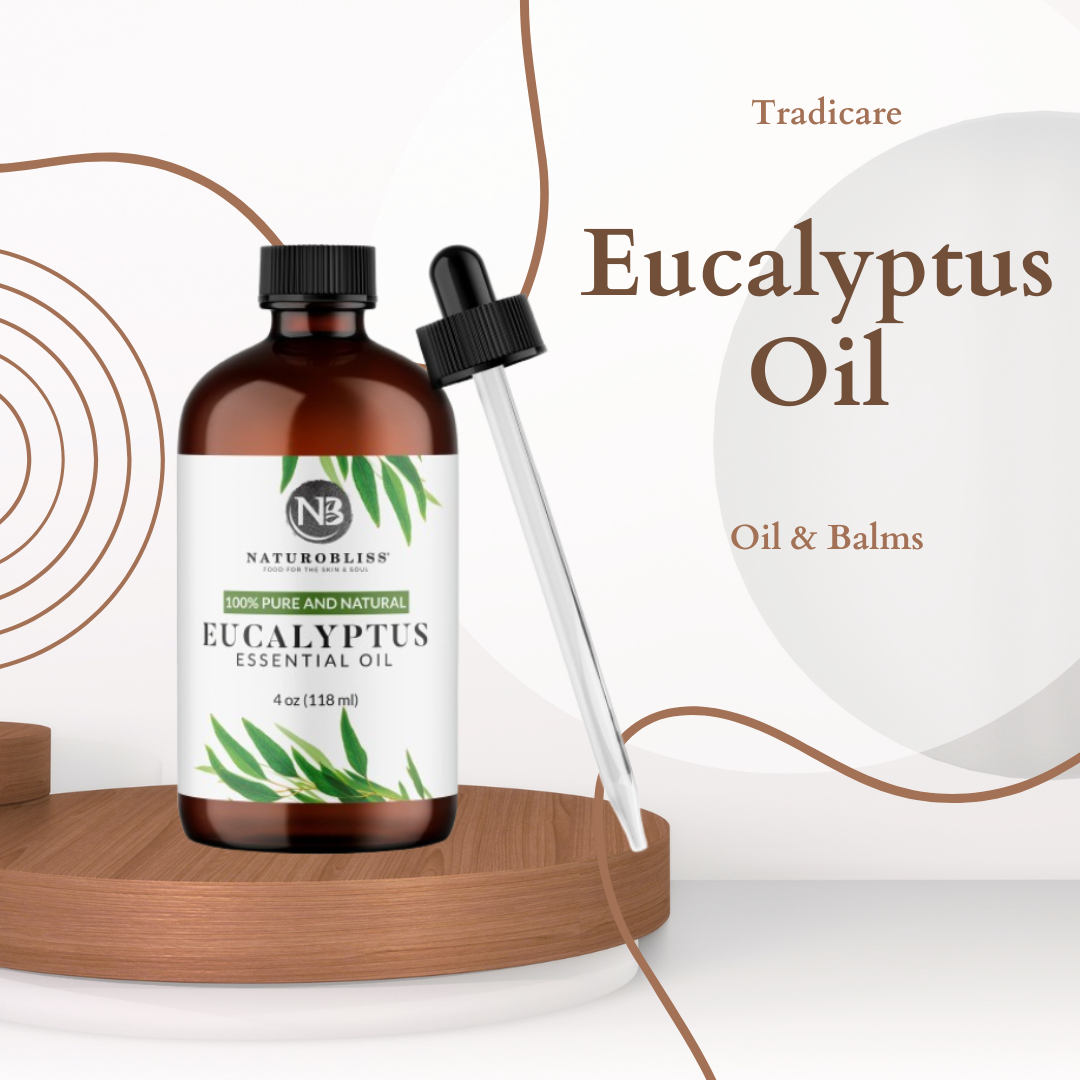 Tradicare
Eucalyptus
Oil
Oil & Balms
NB
NATUROBLISS®
FOOD FOR THE SKIN & SOUL
100% PURE AND NATURAL
EUCALYPTUS
ESSENTIAL OIL
4 oz (118 ml)